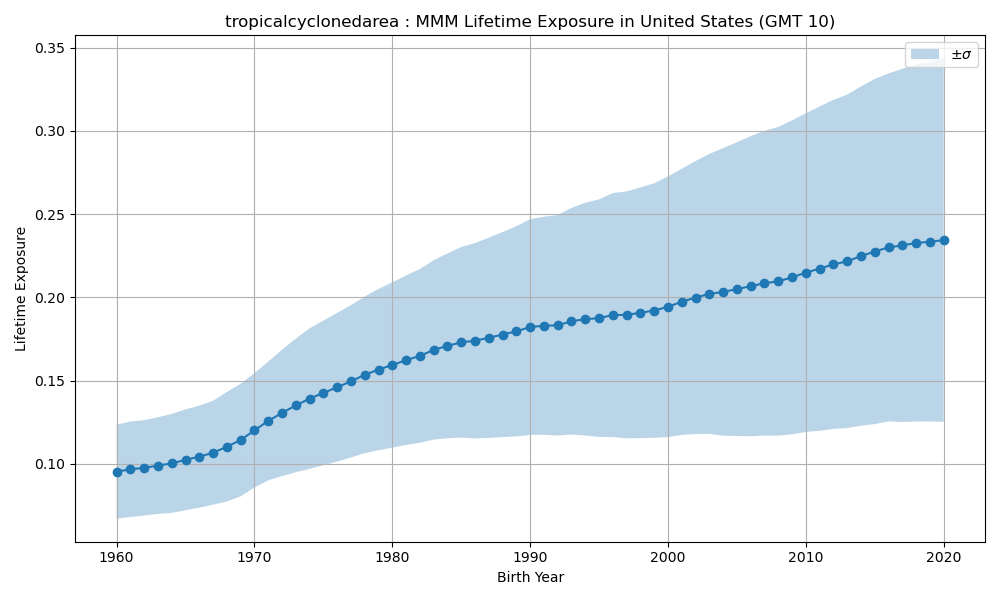 tropicalcyclonedarea : MMM Lifetime Exposure in United States (GMT 10)
±σ
0.35
0.30
0.25
0.20
0.15
0.10
Lifetime Exposure
1960 1970 1980 1990 2000 2010 2020
Birth Year